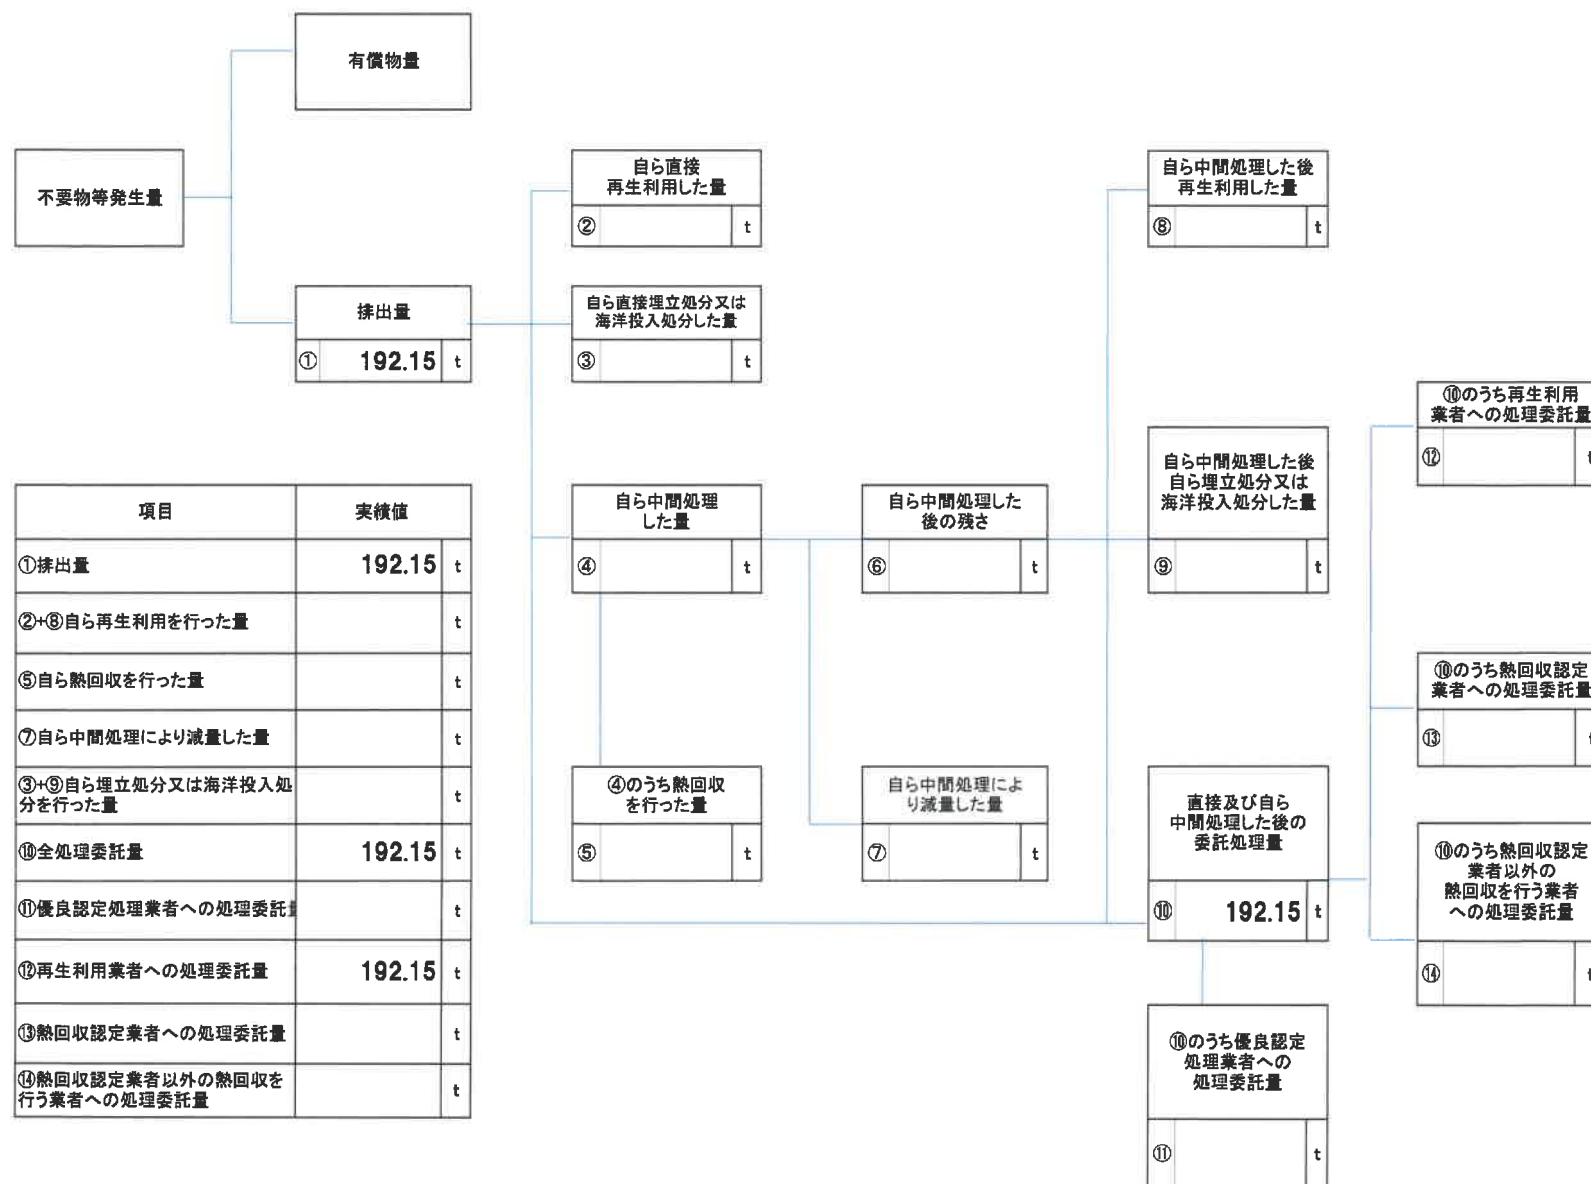 有償物量
不要物等発生量
自ら直接
再生利用した量
② t
自ら中間処理した後
再生利用した量
⑧ t
排出量
① 192.15 t
自ら直接埋立処分又は
海洋投入処分した量
③ t
⑩のうち再生利用
業者への処理委託量
⑫ t
自ら中間処理した後
自ら埋立処分又は
海洋投入処分した量
⑨ t
自ら中間処理
した量
④ t
自ら中間処理した
後の残さ
⑥ t
項目 実績値
①排出量 192.15 t
②+⑧自ら再生利用を行った量 t
⑤自ら熱回収を行った量 t
⑦自ら中間処理により減量した量 t
③+⑨自ら埋立処分又は海洋投入処
分を行った量 t
⑩全処理委託量 192.15 t
⑪優良認定処理業者への処理委託量 t
⑫再生利用業者への処理委託量 192.15 t
⑬熱回収認定業者への処理委託量 t
⑭熱回収認定業者以外の熱回収を
行う業者への処理委託量 t
⑩のうち熱回収認定
業者への処理委託量
⑬ t
④のうち熱回収
を行った量
⑤ t
自ら中間処理によ
り減量した量
⑦ t
直接及び自ら
中間処理した後の
委託処理量
⑩ 192.15 t
⑩のうち熱回収認定
業者以外の
熱回収を行う業者
への処理委託量
⑭ t
⑩のうち優良認定
処理業者への
処理委託量
⑪ t